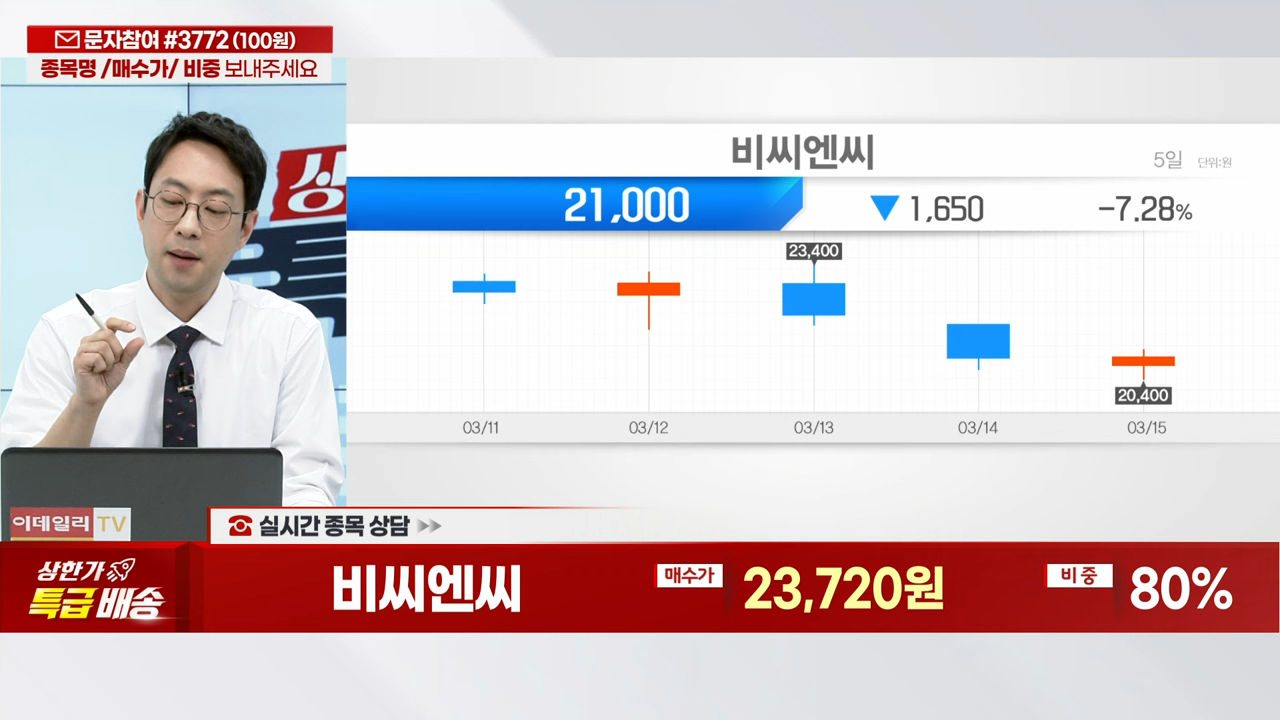 문자참여 #3772 (100원)
종목명 /매수가/ 비중 보내주세요
상
비씨엔씨
5일 단위:원
21,000 ▼ 1,650 -7.28%
23,400
20,400
03/11 03/12 03/13 03/14 03/15
이데일리 TV
실시간 종목 상담
상한가
특급 배송
비씨엔씨 매수가 23,720원 비중 80%